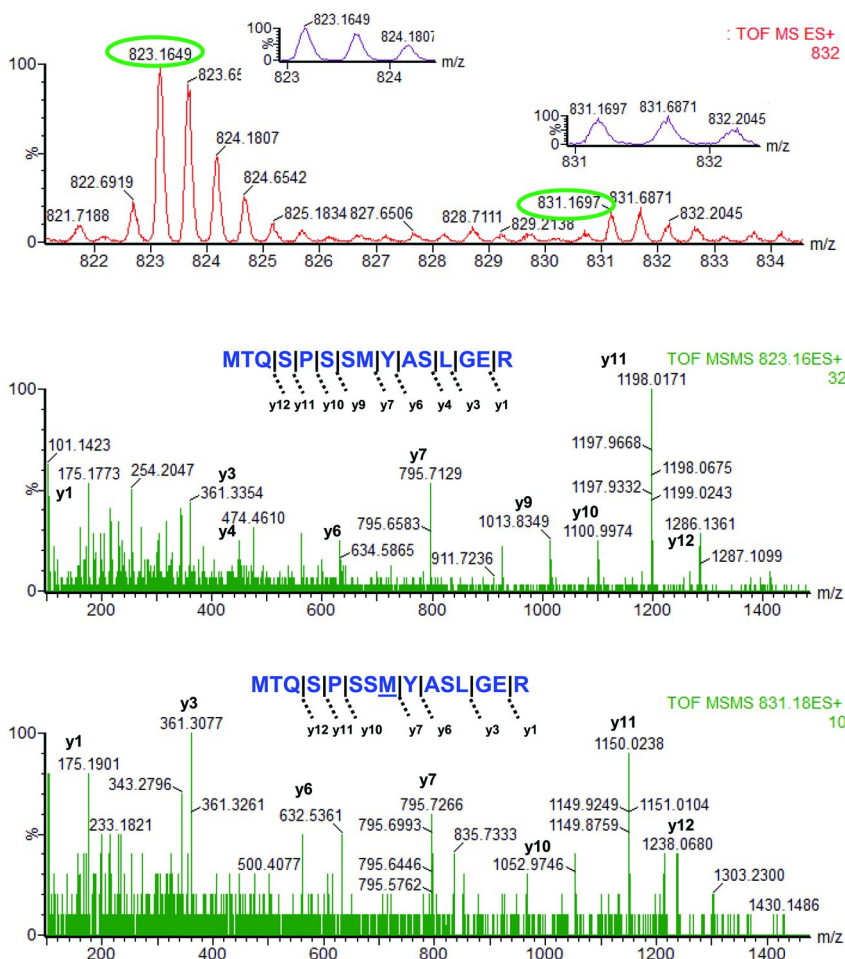 : TOF MS ES+
832
100
%
0
823.1649
823.65
822.6919
824.1807
824.6542
821.7188
825.1834
827.6506
828.7111
829.2138
831.1697
831.6871
832.2045
822 823 824 825 826 827 828 829 830 831 832 833 834
m/z
100
%
0
823.1649
824.1807
823 824
m/z
100
%
0
831.1697 831.6871
832.2045
831 832
m/z
MTQ|S|P|S|S|M|Y|AS|L|GE|R
y12 y11 y10 y9 y7 y6 y4 y3 y1
TOF MSMS 823.16ES+
32
100
%
0
101.1423
175.1773
y1
254.2047
y3
361.3354
474.4610
y4
y6
634.5865
y7
795.7129
795.6583
911.7236
y9
1013.8349
y10
1100.9974
y11
1198.0171
1197.9668
1198.0675
1197.9332
1199.0243
1286.1361
y12
1287.1099
200 400 600 800 1000 1200 1400
m/z
MTQ|S|P|SSM|Y|ASL|GE|R
y12 y11 y10 y7 y6 y3 y1
TOF MSMS 831.18ES+
10
100
%
0
y1
175.1901
y3
361.3077
343.2796
361.3261
233.1821
500.4077
y6
632.5361
y7
795.7266
795.6993
795.6446
795.5762
835.7333
y10
1052.9746
y11
1150.0238
1149.9249
1151.0104
1149.8759
y12
1238.0680
1303.2300
1430.1486
200 400 600 800 1000 1200 1400
m/z